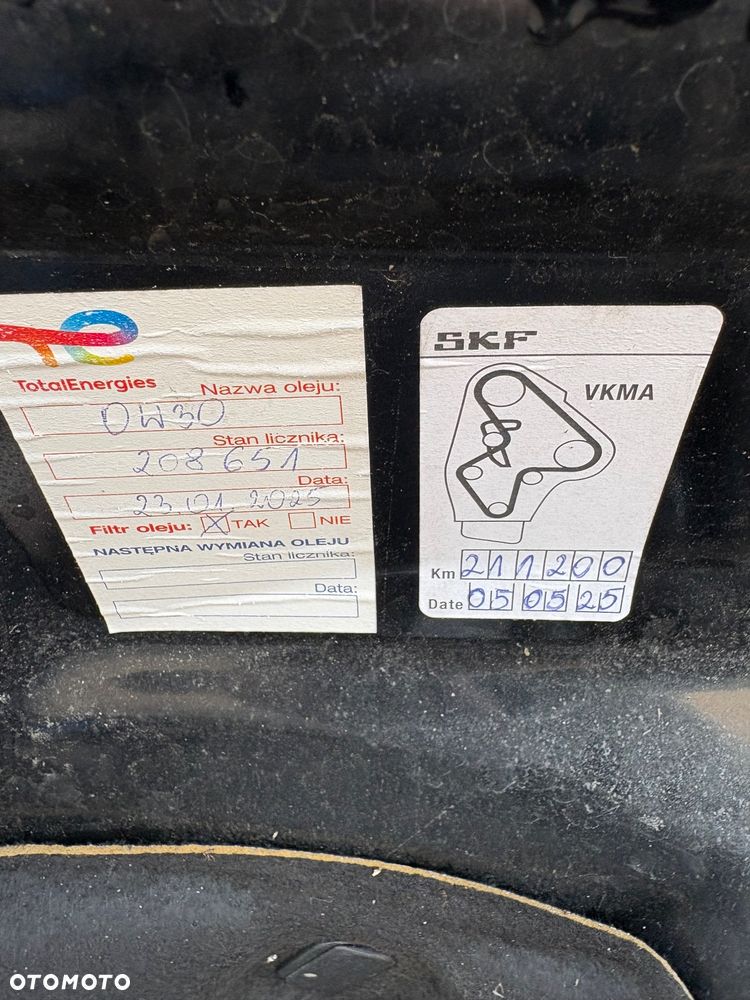 TotalEnergies
Nazwa oleju:
0W30
Stan licznika:
208 651
Data:
23.01.2025
Filtr oleju: TAK NIE
NASTĘPNA WYMIANA OLEJU
Stan licznika:
Data:
SKF
VKMA
Km 211200
Date 050525
OTOMOTO